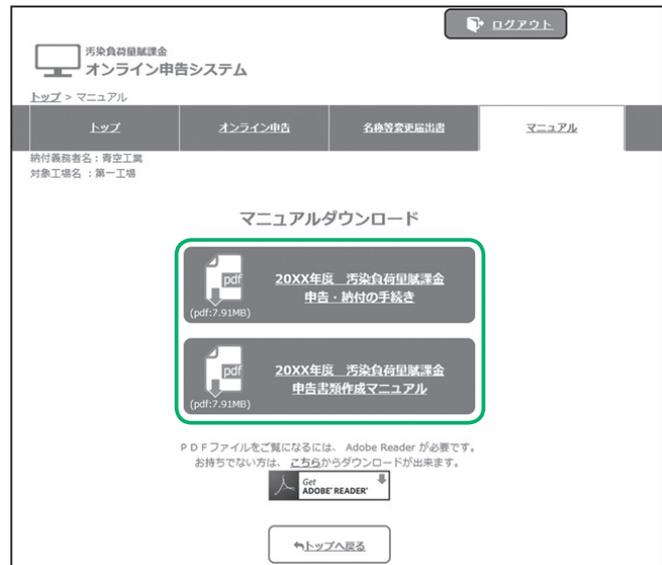 ログアウト
汚染負荷量賦課金
オンライン申告システム
トップ > マニュアル
トップ オンライン申告 名称等変更届出書 マニュアル
納付義務者名：青空工業
対象工場名 ：第一工場
マニュアルダウンロード
pdf
(pdf:7.91MB)
20XX年度 汚染負荷量賦課金
申告・納付の手続き
pdf
(pdf:7.91MB)
20XX年度 汚染負荷量賦課金
申告書類作成マニュアル
ＰＤＦファイルをご覧になるには、 Adobe Reader が必要です。
お持ちでない方は、 こちらからダウンロードが出来ます。
Get
ADOBE® READER®
トップへ戻る